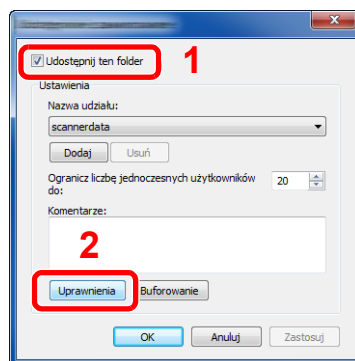 Udostępnij ten folder
1
Ustawienia
Nazwa udziału:
scannerdata
Dodaj Usuń
Ogranicz liczbę jednoczesnych użytkowników
do:
20
Komentarze:
2
Uprawnienia Buforowanie
OK Anuluj Zastosuj